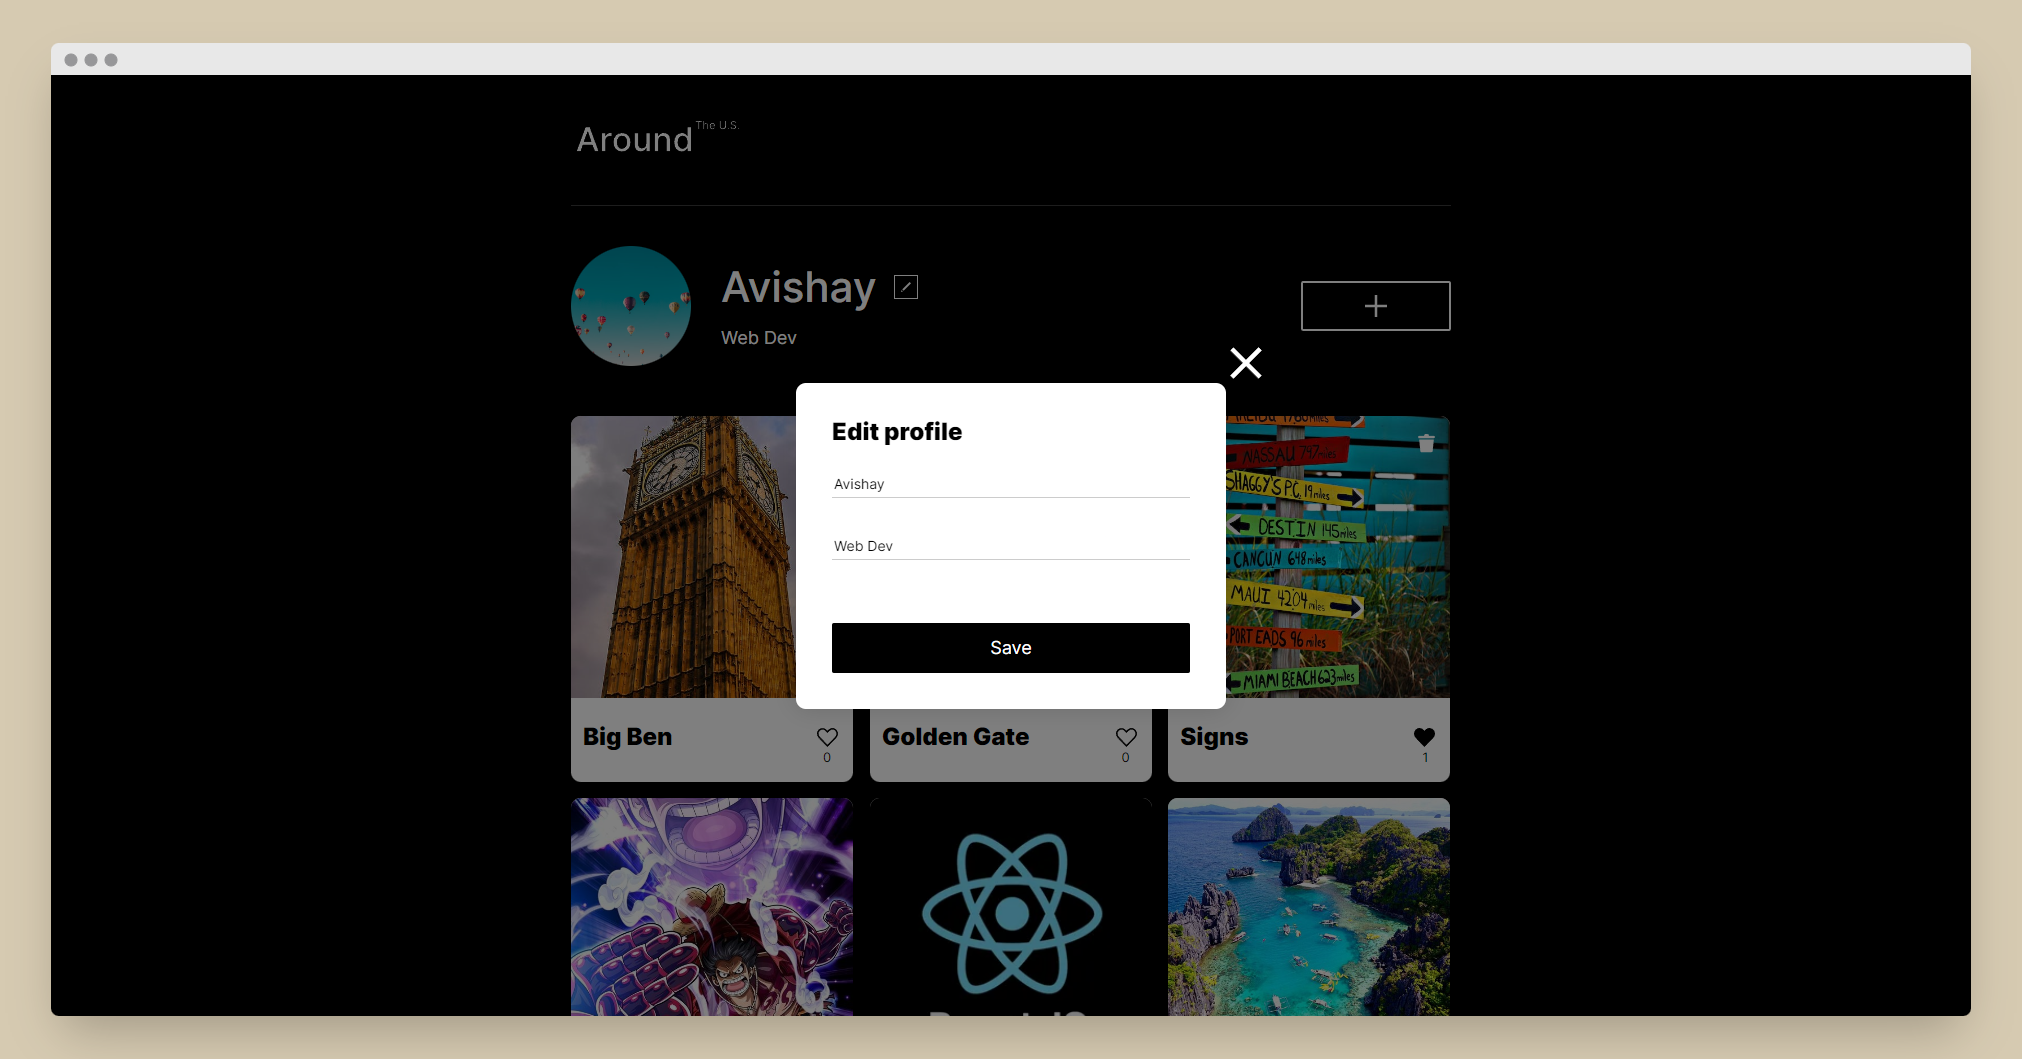 Around The U.S.
Avishay
Web Dev
Edit profile
Avishay
Web Dev
Save
NASSAU 797 miles
SHAGGY'S P.C. 19 miles
DESTIN 145 miles
CANCUN 648 miles
MAUI 4204 miles
PORT EADS 96 miles
MIAMI BEACH 623 miles
Big Ben
0
Golden Gate
0
Signs
1